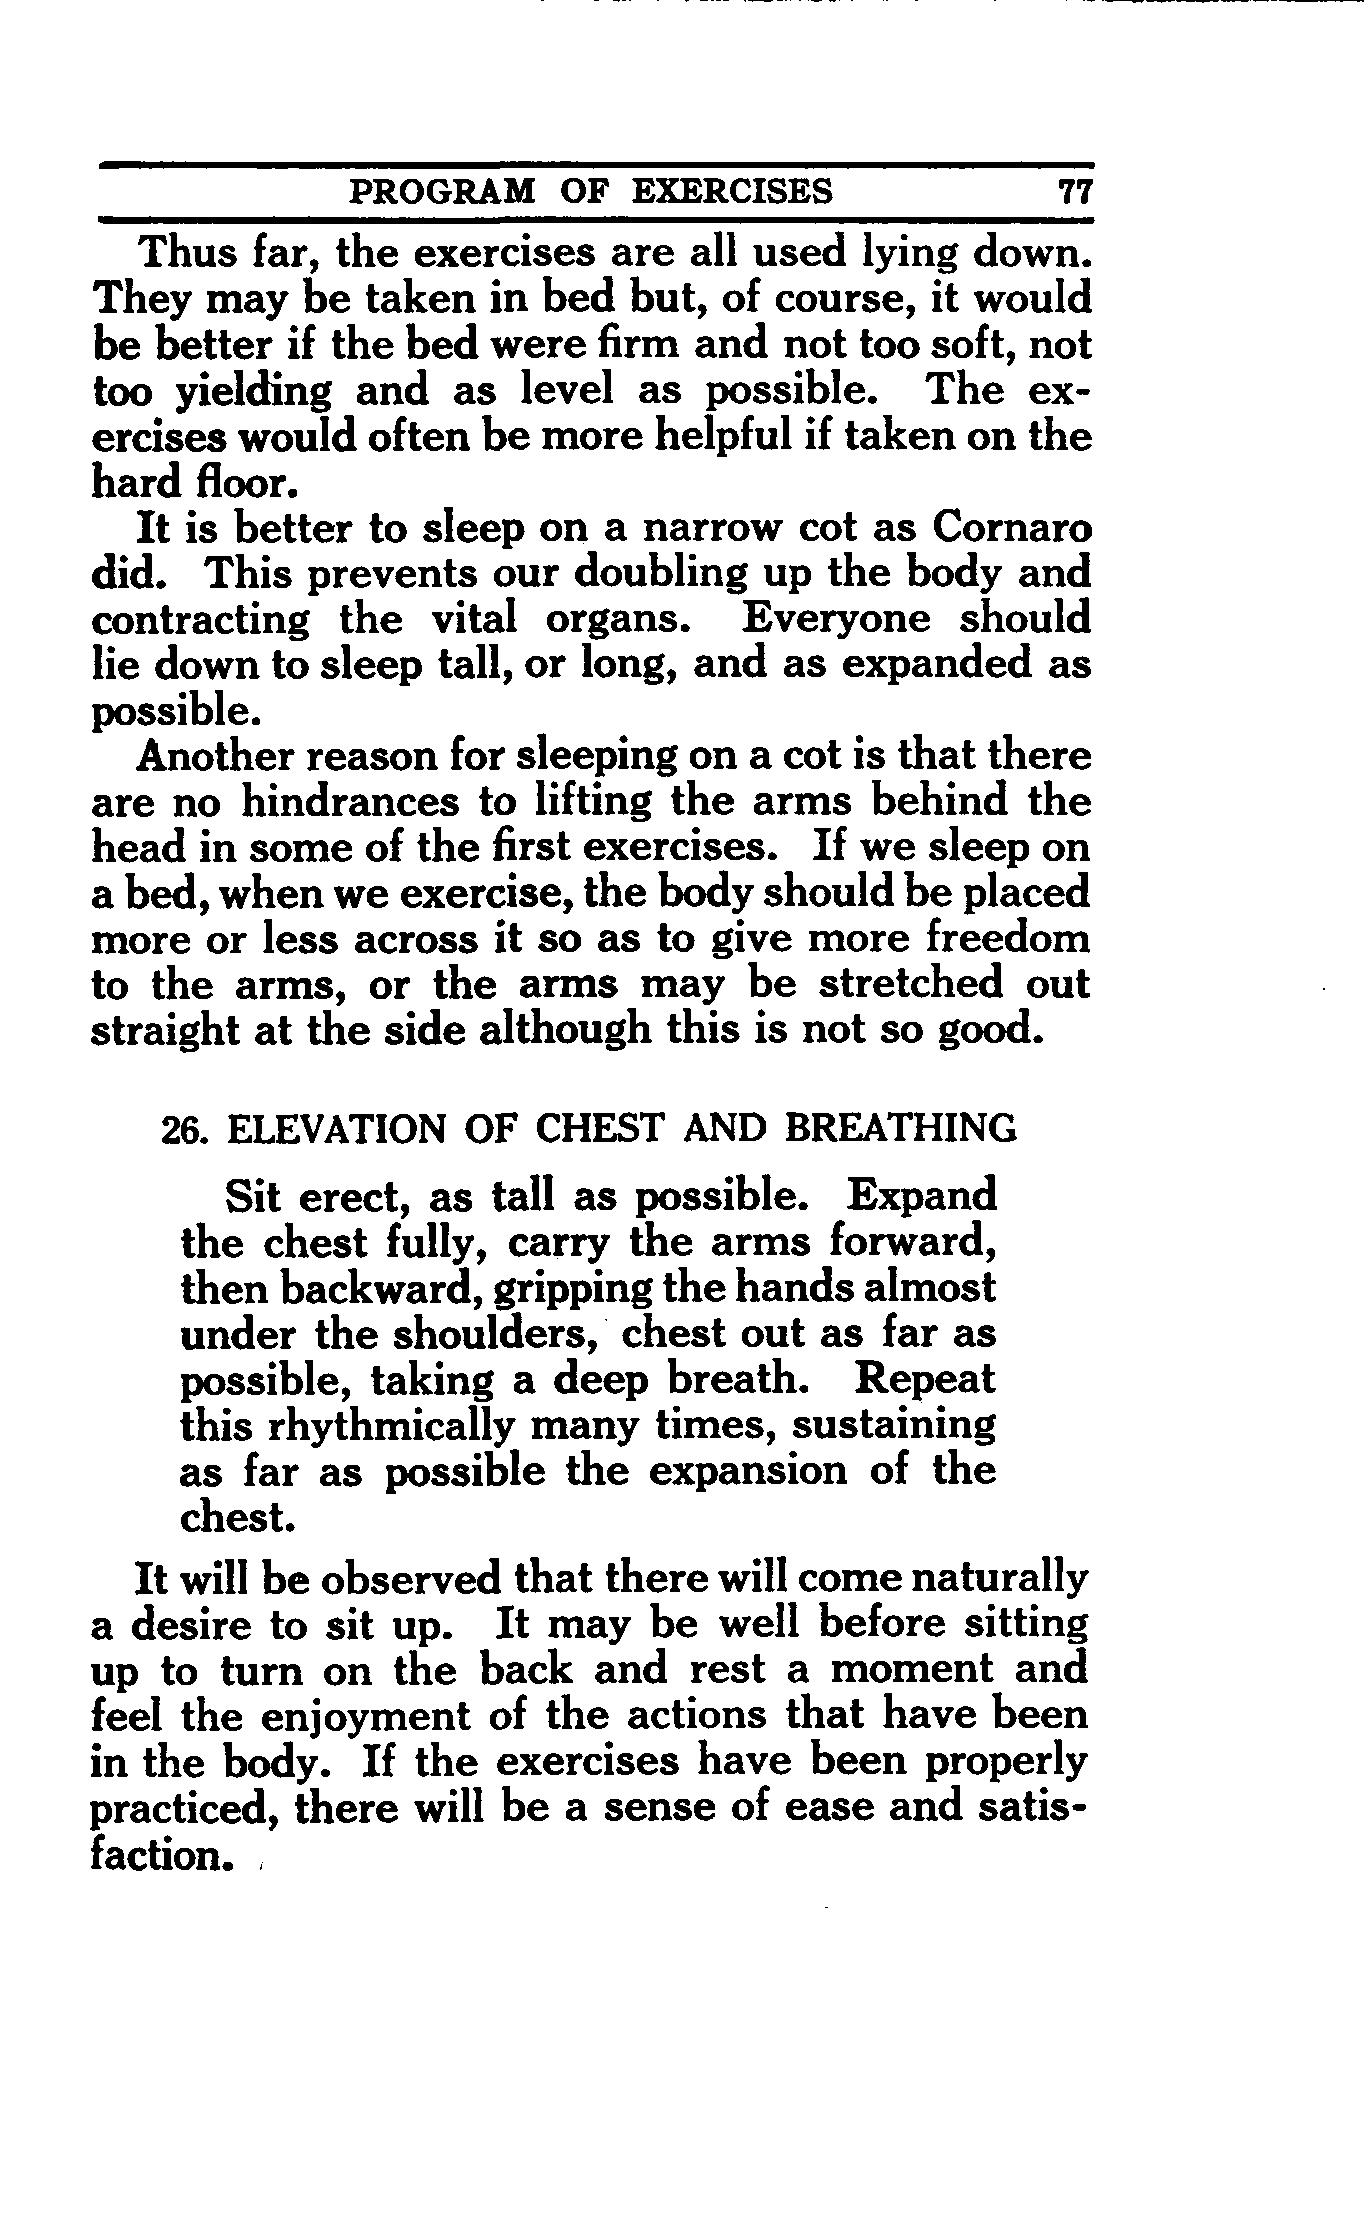 PROGRAM OF EXERCISES 77
Thus far, the exercises are all used lying down.
They may be taken in bed but, of course, it would
be better if the bed were firm and not too soft, not
too yielding and as level as possible. The ex-
ercises would often be more helpful if taken on the
hard floor.
It is better to sleep on a narrow cot as Cornaro
did. This prevents our doubling up the body and
contracting the vital organs. Everyone should
lie down to sleep tall, or long, and as expanded as
possible.
Another reason for sleeping on a cot is that there
are no hindrances to lifting the arms behind the
head in some of the first exercises. If we sleep on
a bed, when we exercise, the body should be placed
more or less across it so as to give more freedom
to the arms, or the arms may be stretched out
straight at the side although this is not so good.
26. ELEVATION OF CHEST AND BREATHING
Sit erect, as tall as possible. Expand
the chest fully, carry the arms forward,
then backward, gripping the hands almost
under the shoulders, chest out as far as
possible, taking a deep breath. Repeat
this rhythmically many times, sustaining
as far as possible the expansion of the
chest.
It will be observed that there will come naturally
a desire to sit up. It may be well before sitting
up to turn on the back and rest a moment and
feel the enjoyment of the actions that have been
in the body. If the exercises have been properly
practiced, there will be a sense of ease and satis-
faction.